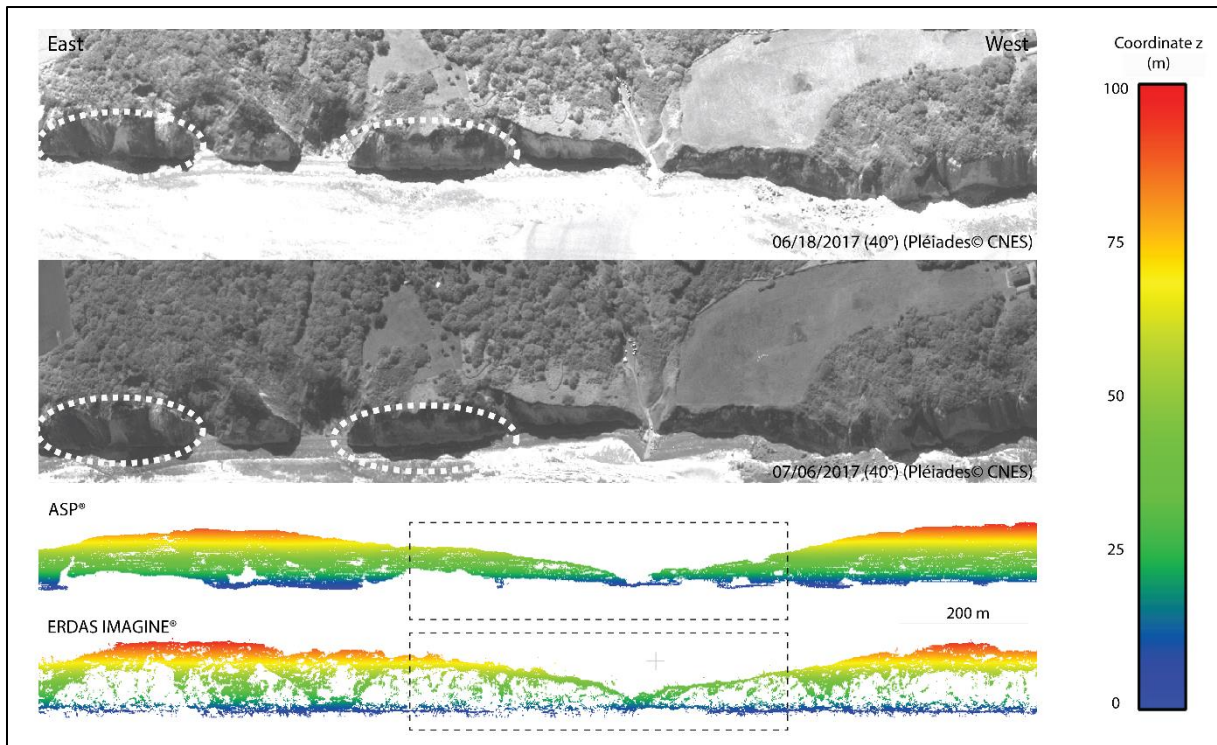 East
West
06/18/2017 (40°) (Pléiades© CNES)
07/06/2017 (40°) (Pléiades© CNES)
ASP®
ERDAS IMAGINE®
200 m
Coordinate z
(m)
100
75
50
25
0